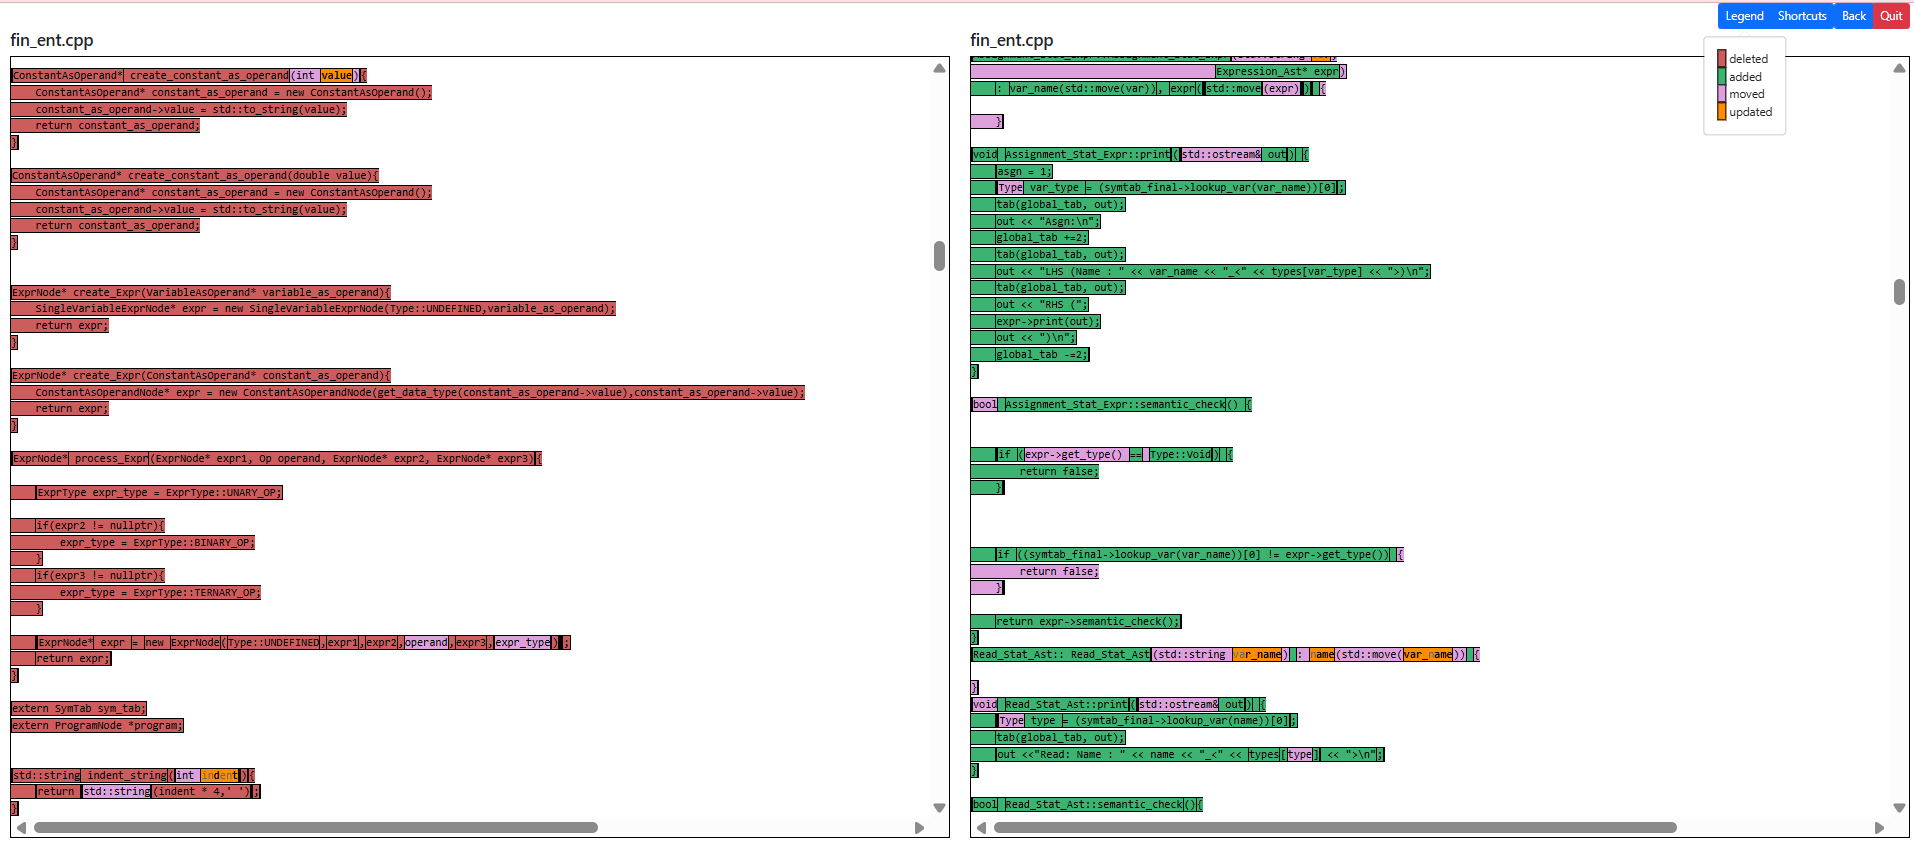 Legend Shortcuts Back Quit
fin_ent.cpp
ConstantAsOperand* create_constant_as_operand(int value){
ConstantAsOperand* constant_as_operand = new ConstantAsOperand();
constant_as_operand->value = std::to_string(value);
return constant_as_operand;
}
ConstantAsOperand* create_constant_as_operand(double value){
ConstantAsOperand* constant_as_operand = new ConstantAsOperand();
constant_as_operand->value = std::to_string(value);
return constant_as_operand;
}
ExprNode* create_Expr(VariableAsOperand* variable_as_operand){
SingleVariableExprNode* expr = new SingleVariableExprNode(Type::UNDEFINED,variable_as_operand);
return expr;
}
ExprNode* create_Expr(ConstantAsOperand* constant_as_operand){
ConstantAsOperandNode* expr = new ConstantAsOperandNode(get_data_type(constant_as_operand->value),constant_as_operand->value);
return expr;
}
ExprNode* process_Expr(ExprNode* expr1, Op operand, ExprNode* expr2, ExprNode* expr3){
ExprType expr_type = ExprType::UNARY_OP;
if(expr2 != nullptr){
expr_type = ExprType::BINARY_OP;
}
if(expr3 != nullptr){
expr_type = ExprType::TERNARY_OP;
}
ExprNode* expr = new ExprNode(Type::UNDEFINED,expr1,expr2,operand,expr3,expr_type);
return expr;
}
extern SymTab sym_tab;
extern ProgramNode *program;
std::string indent_string(int indent){
return std::string(indent * 4,' ');
}
fin_ent.cpp
Expression_Ast* expr)
: var_name(std::move(var)), expr(std::move(expr)) {
}
void Assignment_Stat_Expr::print(std::ostream& out) {
asgn = 1;
Type var_type = (symtab_final->lookup_var(var_name))[0];
tab(global_tab, out);
out << "Asgn:\n";
global_tab +=2;
tab(global_tab, out);
out << "LHS (Name : " << var_name << "_<" << types[var_type] << ">)\n";
tab(global_tab, out);
out << "RHS (";
expr->print(out);
out << ")\n";
global_tab -=2;
}
bool Assignment_Stat_Expr::semantic_check() {
if (expr->get_type() == Type::Void) {
return false;
}
if ((symtab_final->lookup_var(var_name))[0] != expr->get_type()) {
return false;
}
return expr->semantic_check();
}
Read_Stat_Ast:: Read_Stat_Ast(std::string var_name) : name(std::move(var_name)) {
}
void Read_Stat_Ast::print(std::ostream& out) {
Type type = (symtab_final->lookup_var(name))[0];
tab(global_tab, out);
out <<"Read: Name : " << name << "_<" << types[type] << ">\n";
}
bool Read_Stat_Ast::semantic_check(){
deleted
added
moved
updated